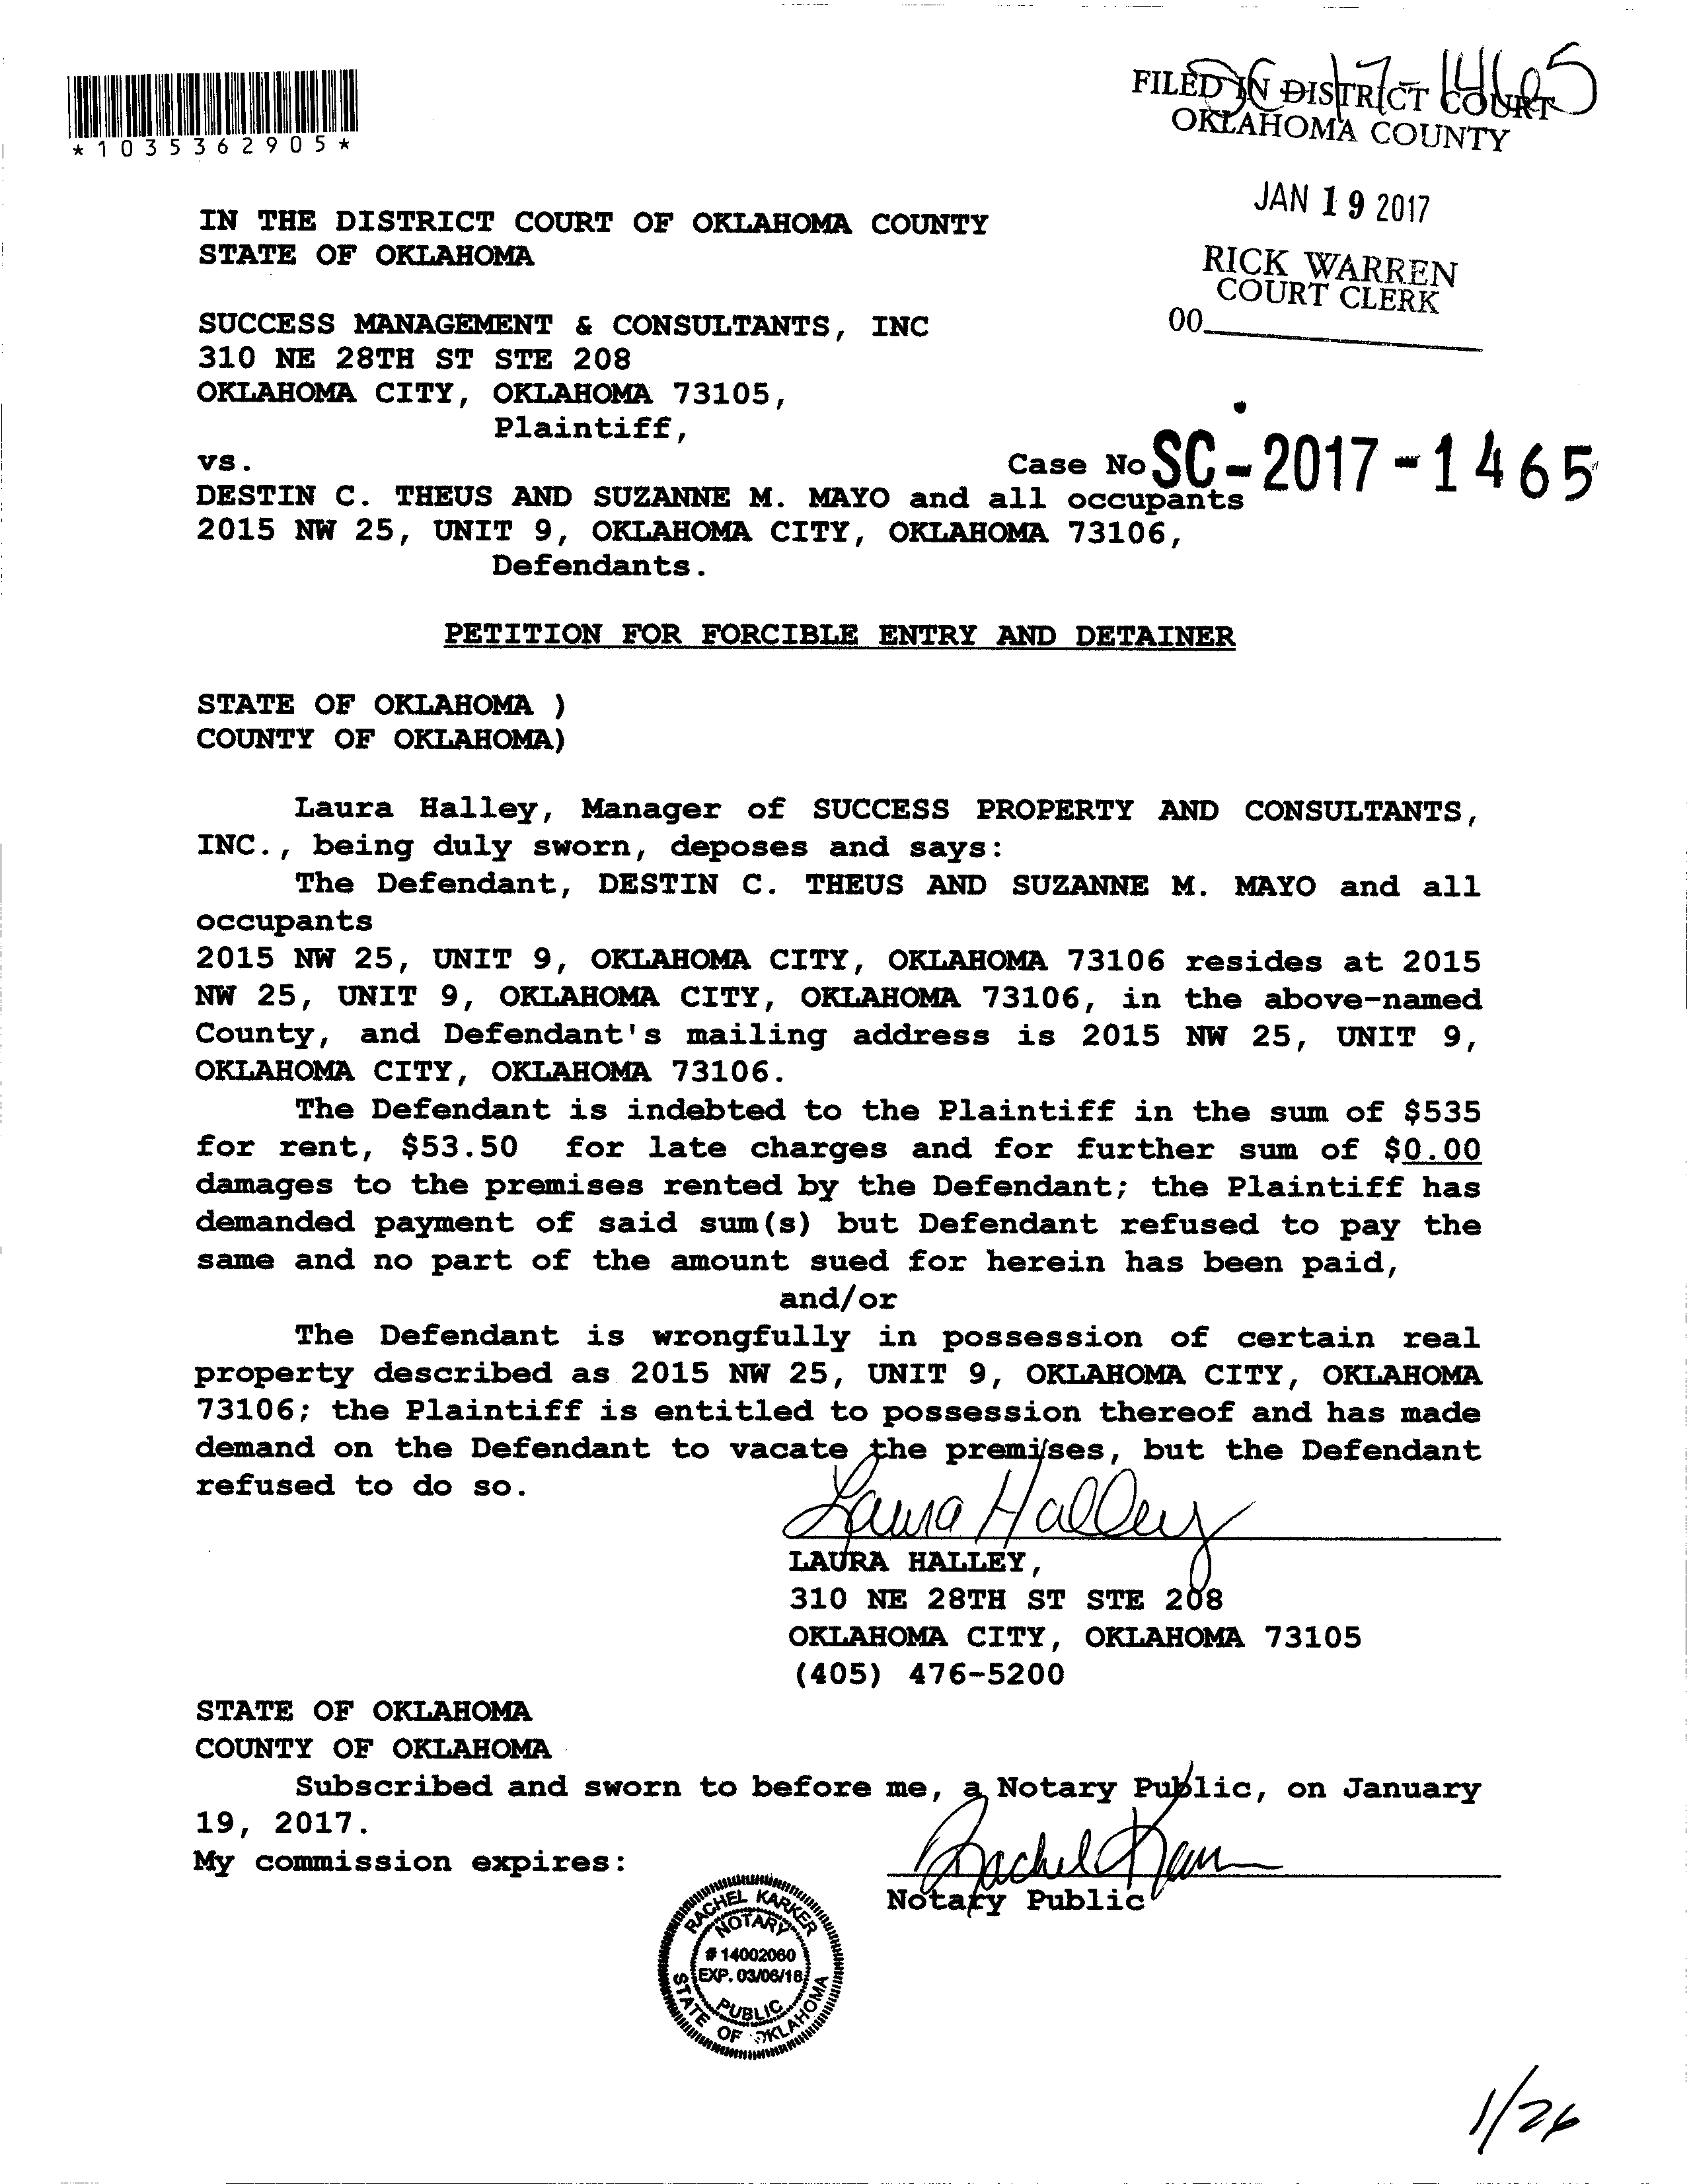 SC 17-1465
FILED IN DISTRICT COURT
OKLAHOMA COUNTY
*1035362905*
JAN 19 2017
RICK WARREN
COURT CLERK
00
IN THE DISTRICT COURT OF OKLAHOMA COUNTY
STATE OF OKLAHOMA
SUCCESS MANAGEMENT & CONSULTANTS, INC
310 NE 28TH ST STE 208
OKLAHOMA CITY, OKLAHOMA 73105,
Plaintiff,
vs.
Case No SC-2017-1465
DESTIN C. THEUS AND SUZANNE M. MAYO and all occupants
2015 NW 25, UNIT 9, OKLAHOMA CITY, OKLAHOMA 73106,
Defendants.
PETITION FOR FORCIBLE ENTRY AND DETAINER
STATE OF OKLAHOMA )
COUNTY OF OKLAHOMA)
Laura Halley, Manager of SUCCESS PROPERTY AND CONSULTANTS,
INC., being duly sworn, deposes and says:
The Defendant, DESTIN C. THEUS AND SUZANNE M. MAYO and all
occupants
2015 NW 25, UNIT 9, OKLAHOMA CITY, OKLAHOMA 73106 resides at 2015
NW 25, UNIT 9, OKLAHOMA CITY, OKLAHOMA 73106, in the above-named
County, and Defendant's mailing address is 2015 NW 25, UNIT 9,
OKLAHOMA CITY, OKLAHOMA 73106.
The Defendant is indebted to the Plaintiff in the sum of $535
for rent, $53.50 for late charges and for further sum of $0.00
damages to the premises rented by the Defendant; the Plaintiff has
demanded payment of said sum(s) but Defendant refused to pay the
same and no part of the amount sued for herein has been paid,
and/or
The Defendant is wrongfully in possession of certain real
property described as 2015 NW 25, UNIT 9, OKLAHOMA CITY, OKLAHOMA
73106; the Plaintiff is entitled to possession thereof and has made
demand on the Defendant to vacate the premises, but the Defendant
refused to do so.
Laura Halley
LAURA HALLEY,
310 NE 28TH ST STE 208
OKLAHOMA CITY, OKLAHOMA 73105
(405) 476-5200
STATE OF OKLAHOMA
COUNTY OF OKLAHOMA
Subscribed and sworn to before me, a Notary Public, on January
19, 2017.
My commission expires:
Rachel Karker
Notary Public
RACHEL KARKER
NOTARY
# 14002060
EXP. 03/06/18
PUBLIC
STATE OF OKLAHOMA
1/26